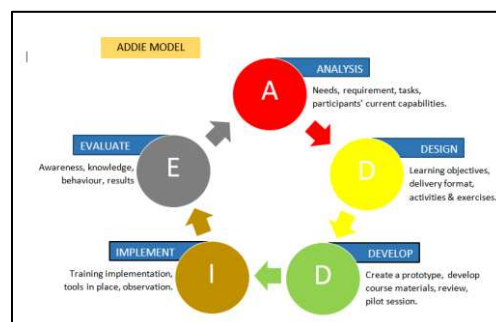 ADDIE MODEL
A
ANALYSIS
Needs, requirement, tasks,
participants' current capabilities.
D
DESIGN
Learning objectives,
delivery format,
activities & exercises.
D
DEVELOP
Create a prototype, develop
course materials, review,
pilot session.
I
IMPLEMENT
Training implementation,
tools in place, observation.
E
EVALUATE
Awareness, knowledge,
behaviour, results